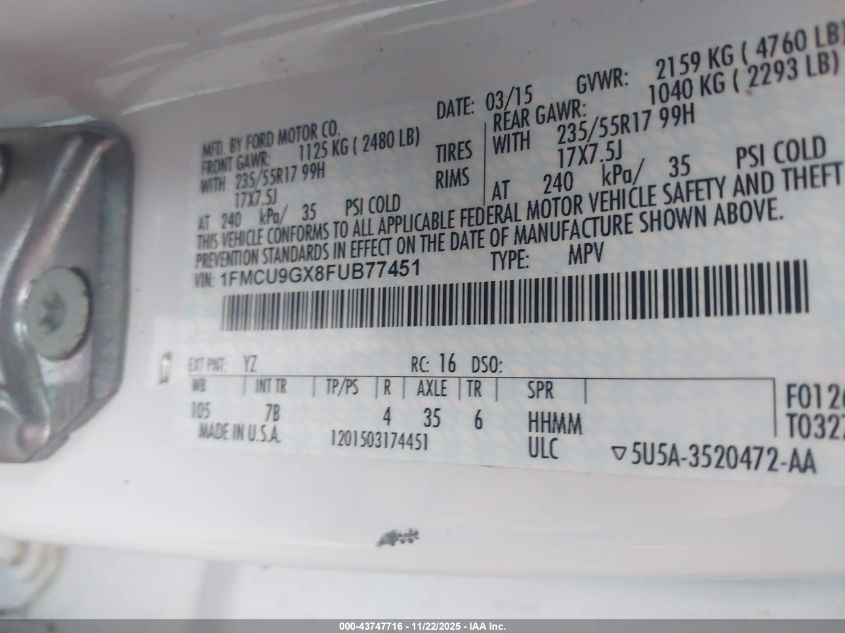 MFD. BY FORD MOTOR CO.
DATE: 03/15 GVWR: 2159 KG ( 4760 LB)
FRONT GAWR: 1125 KG ( 2480 LB)
REAR GAWR: 1040 KG ( 2293 LB)
WITH 235/55R17 99H TIRES WITH 235/55R17 99H
17X7.5J RIMS 17X7.5J
AT 240 kPa/ 35 PSI COLD AT 240 kPa/ 35 PSI COLD
THIS VEHICLE CONFORMS TO ALL APPLICABLE FEDERAL MOTOR VEHICLE SAFETY AND THEFT
PREVENTION STANDARDS IN EFFECT ON THE DATE OF MANUFACTURE SHOWN ABOVE.
VIN: 1FMCU9GX8FUB77451 TYPE: MPV
EXT PNT: YZ RC: 16 DSO:
WB INT TR TP/PS R AXLE TR SPR
105 7B 4 35 6 HHMM
MADE IN U.S.A. 1201503174451 ULC
F0126
T0327
▽5U5A-3520472-AA
000-43747716 - 11/22/2025 - IAA Inc.